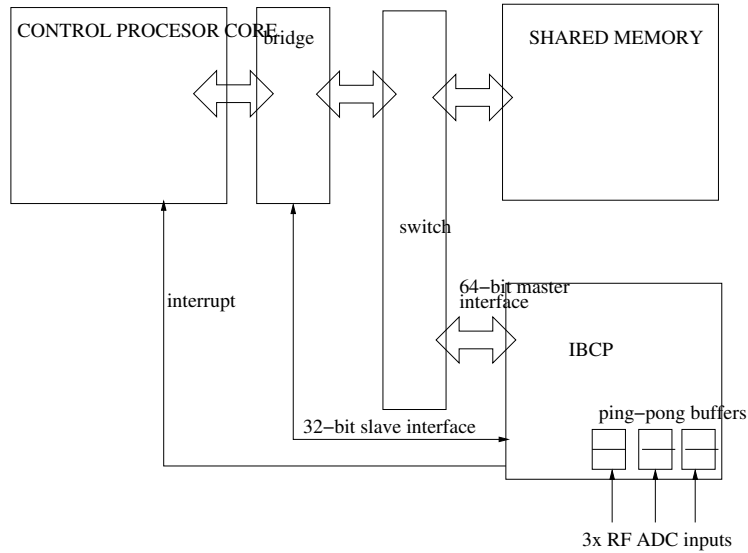 CONTROL PROCESOR CORE
bridge
SHARED MEMORY
switch
interrupt
64−bit master
interface
IBCP
32−bit slave interface
ping−pong buffers
3x RF ADC inputs